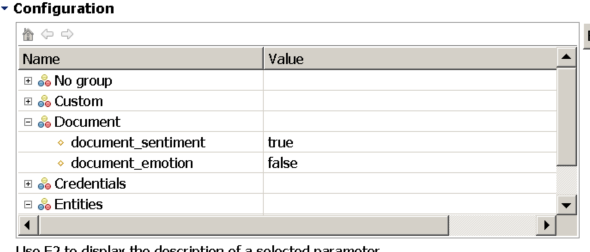 Configuration
Name Value
No group
Custom
Document
document_sentiment true
document_emotion false
Credentials
Entities
Use F2 to display the description of a selected parameter